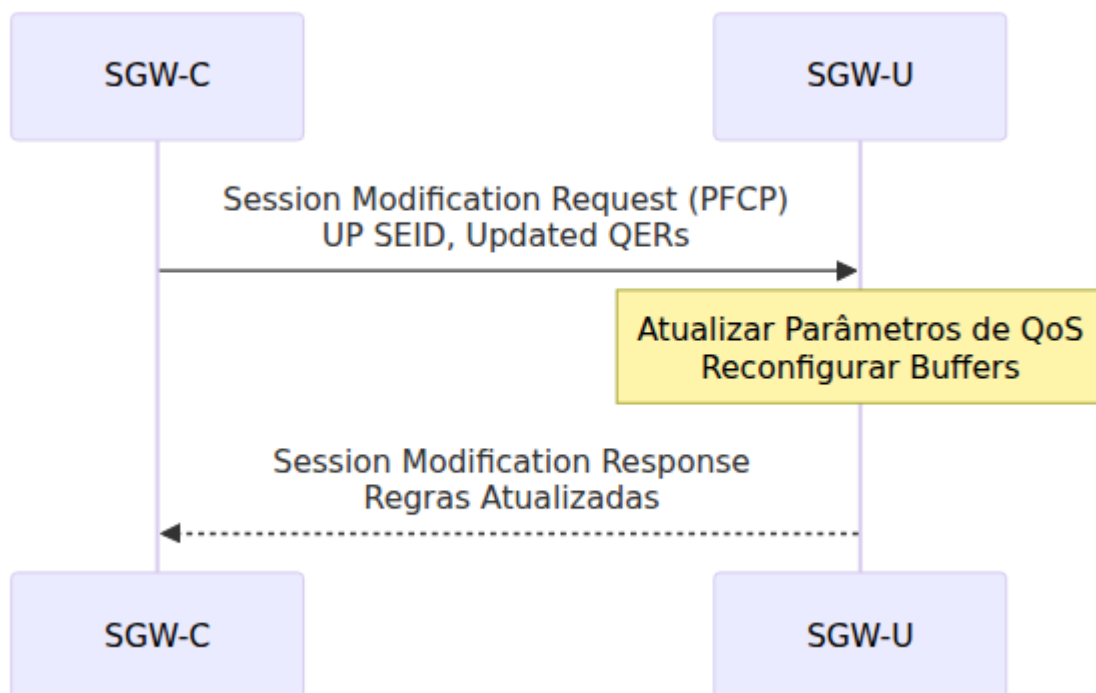 SGW-C
SGW-U
Session Modification Request (PFCP)
UP SEID, Updated QERs
Atualizar Parâmetros de QoS
Reconfigurar Buffers
Session Modification Response
Regras Atualizadas
SGW-C
SGW-U